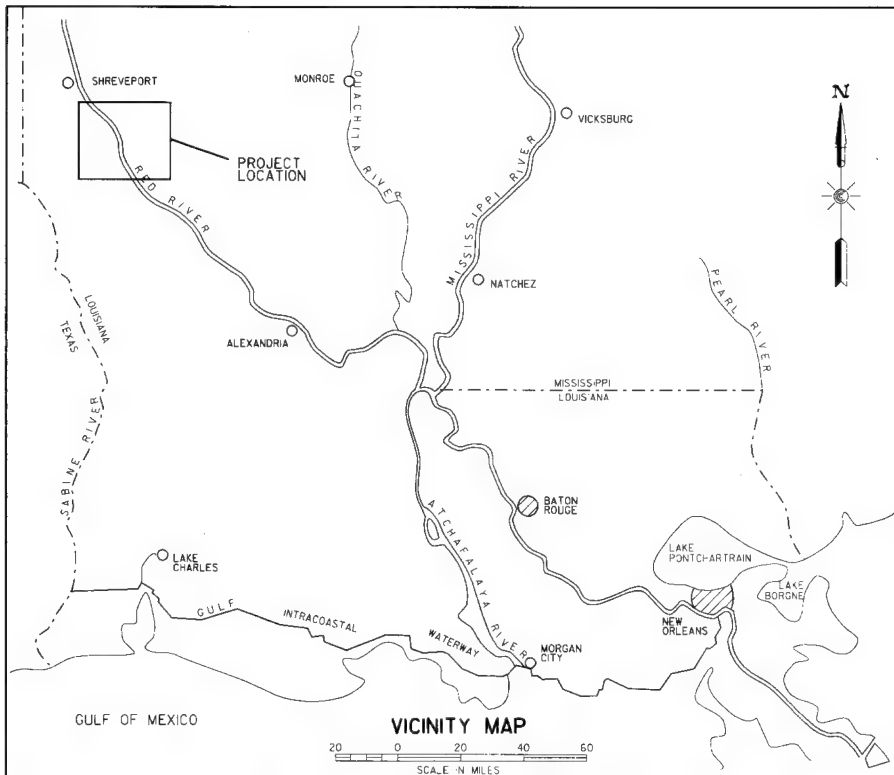 SHREVEPORT
MONROE
OUACHITA RIVER
VICKSBURG
N
PROJECT
LOCATION
RED RIVER
MISSISSIPPI RIVER
NATCHEZ
PEARL RIVER
LOUISIANA
TEXAS
ALEXANDRIA
MISSISSIPPI
LOUISIANA
SABINE RIVER
BATON
ROUGE
ATCHAFALAYA RIVER
LAKE
PONTCHARTRAIN
LAKE
CHARLES
LAKE
BORGNE
GULF INTRACOASTAL WATERWAY
NEW
ORLEANS
MORGAN
CITY
GULF OF MEXICO
VICINITY MAP
20 0 20 40 60
SCALE IN MILES